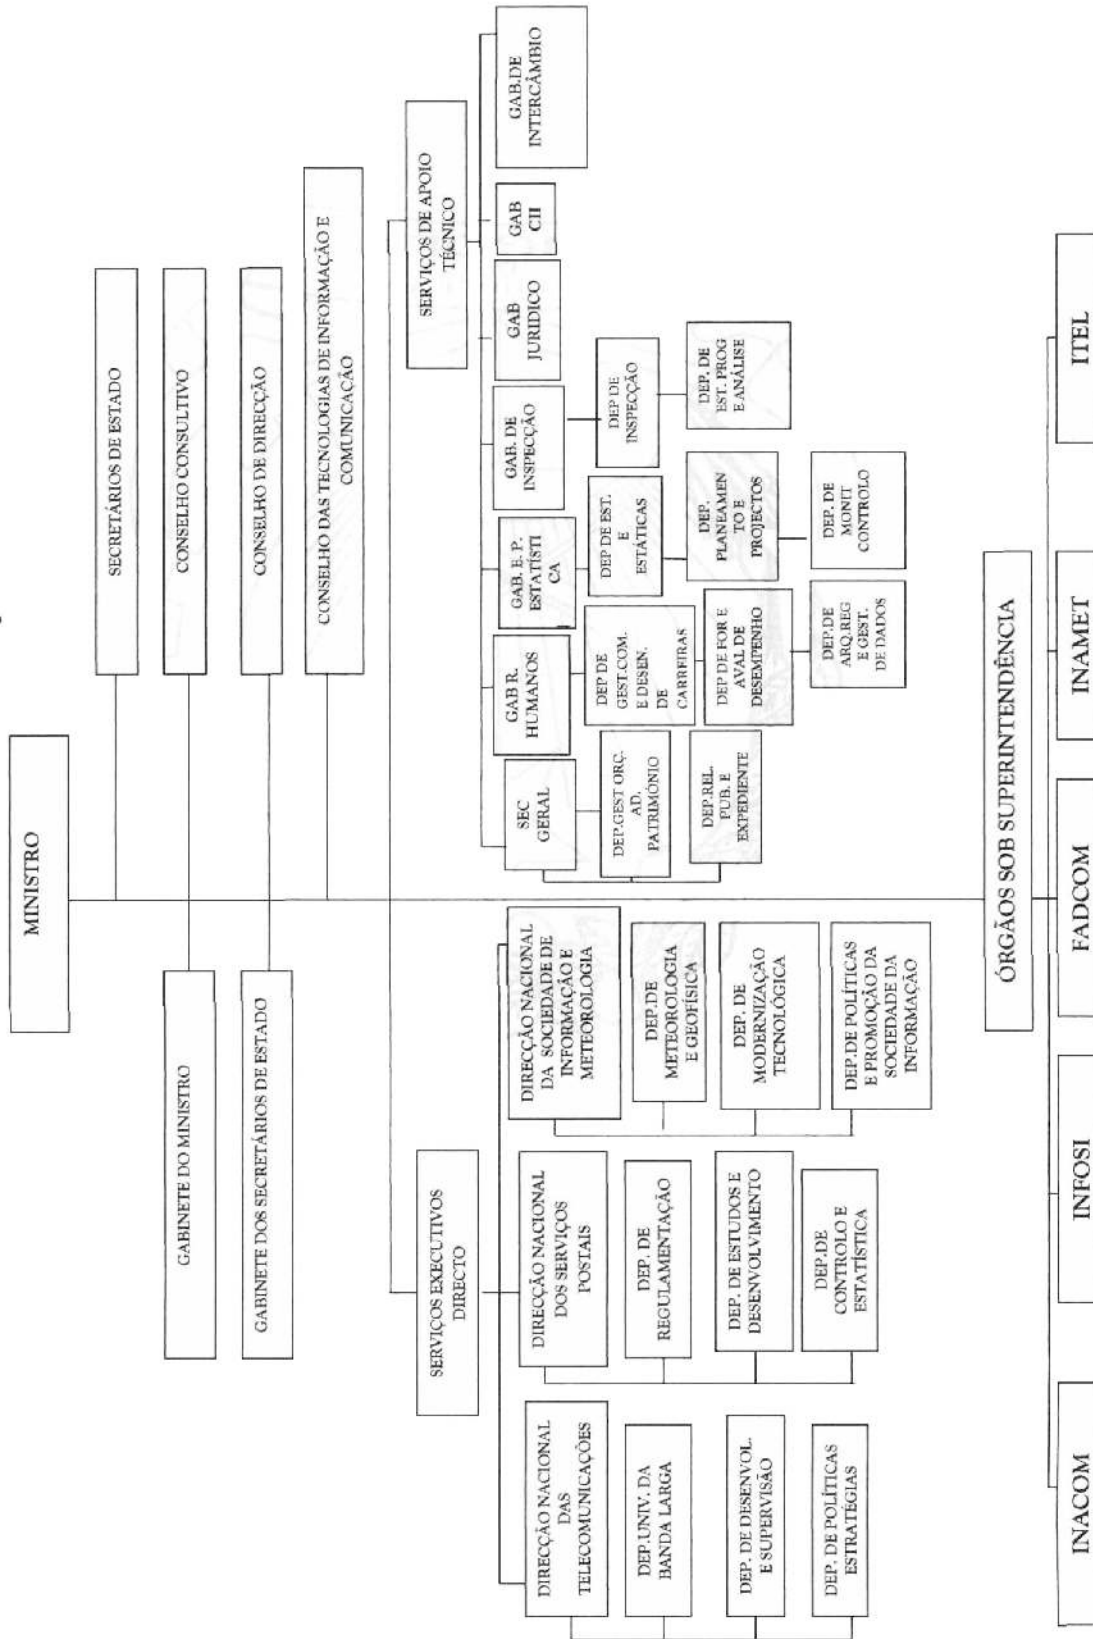 MINISTRO
SECRETÁRIOS DE ESTADO
GABINETE DO MINISTRO
CONSELHO CONSULTIVO
GABINETE DOS SECRETÁRIOS DE ESTADO
CONSELHO DE DIRECÇÃO
CONSELHO DAS TECNOLOGIAS DE INFORMAÇÃO E
COMUNICAÇÃO
SERVIÇOS EXECUTIVOS
DIRECTO
SERVIÇOS DE APOIO
TÉCNICO
DIRECÇÃO NACIONAL
DAS
TELECOMUNICAÇÕES
DEP.UNIV. DA
BANDA LARGA
DEP. DE DESENVOL.
E SUPERVISÃO
DEP. DE POLÍTICAS
ESTRATÉGIAS
DIRECÇÃO NACIONAL
DOS SERVIÇOS
POSTAIS
DEP. DE
REGULAMENTAÇÃO
DEP. DE ESTUDOS E
DESENVOLVIMENTO
DEP.DE
CONTROLO E
ESTATÍSTICA
DIRECÇÃO NACIONAL
DA SOCIEDADE DE
INFORMAÇÃO E
METEOROLOGIA
DEP.DE
METEOROLOGIA
E GEOFÍSICA
DEP. DE
MODERNIZAÇÃO
TECNOLÓGICA
DEP.DE POLÍTICAS
E PROMOÇÃO DA
SOCIEDADE DA
INFORMAÇÃO
SEC
GERAL
DEP.GEST ORÇ.
AD.
PATRIMÓNIO
DEP.REL.
PUB. E
EXPEDIENTE
GAB R.
HUMANOS
DEP DE
GEST.COM.
E DESEN.
DE
CARREIRAS
DEP DE FOR E
AVAL DE
DESEMPENHO
DEP.DE
ARQ.REG
E GEST.
DE DADOS
GAB. E. P.
ESTATÍSTI
CA
DEP DE EST.
E
ESTÁTICAS
DEP.
PLANEAMEN
TO E
PROJECTOS
DEP. DE
MONIT
CONTROLO
GAB. DE
INSPECÇÃO
DEP DE
INSPECÇÃO
DEP. DE
EST. PROG
E ANÁLISE
GAB
JURIDICO
GAB
CII
GAB.DE
INTERCÂMBIO
ÓRGÃOS SOB SUPERINTENDÊNCIA
INACOM
INFOSI
FADCOM
INAMET
ITEL